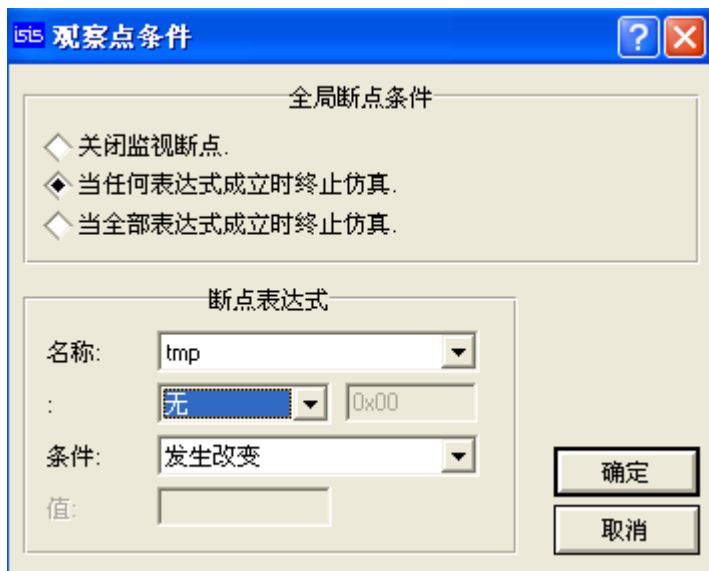 isis 观察点条件
全局断点条件
关闭监视断点.
当任何表达式成立时终止仿真.
当全部表达式成立时终止仿真.
断点表达式
名称: tmp
: 无 0x00
条件: 发生改变
值:
确定
取消